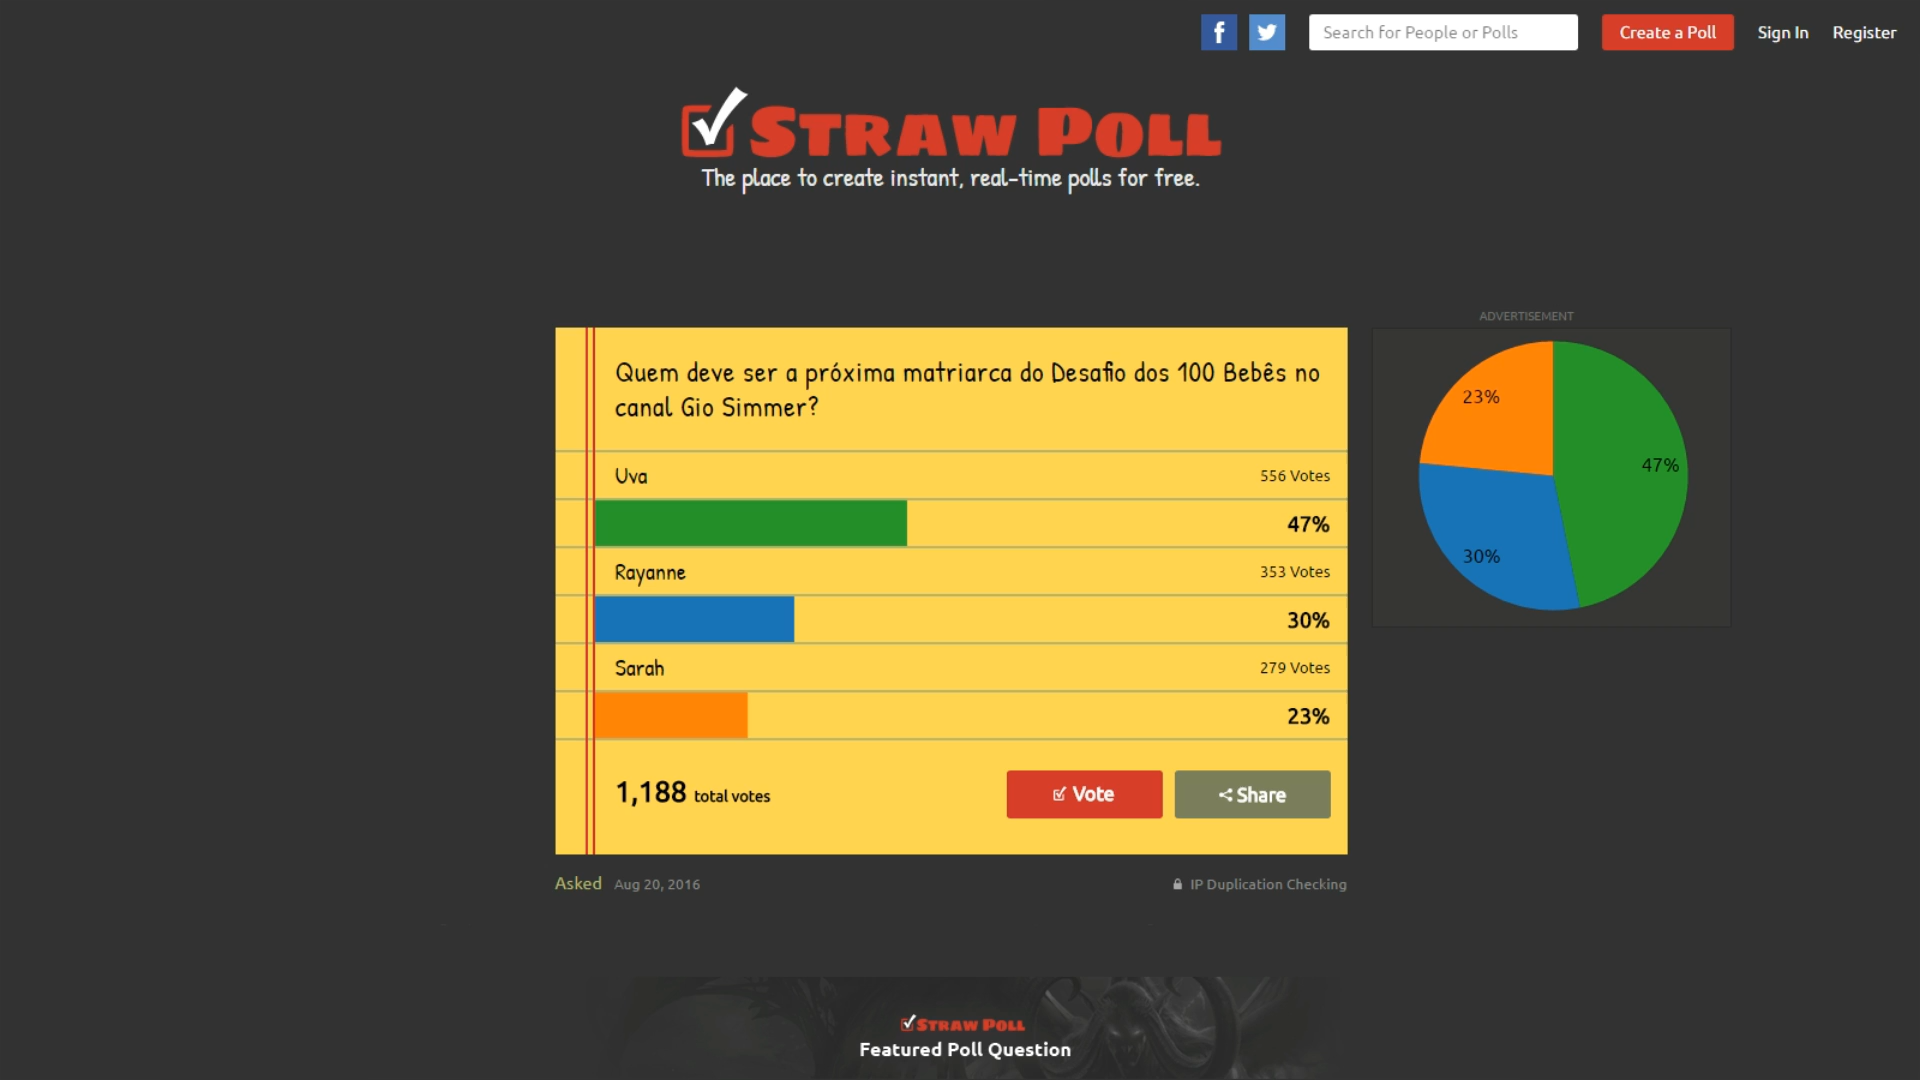 Search for People or Polls
Create a Poll
Sign In
Register
STRAW POLL
The place to create instant, real-time polls for free.
ADVERTISEMENT
Quem deve ser a próxima matriarca do Desafio dos 100 Bebês no
canal Gio Simmer?
Uva
556 Votes
47%
Rayanne
353 Votes
30%
Sarah
279 Votes
23%
1,188 total votes
Vote
Share
23%
47%
30%
Asked Aug 20, 2016
IP Duplication Checking
STRAW POLL
Featured Poll Question